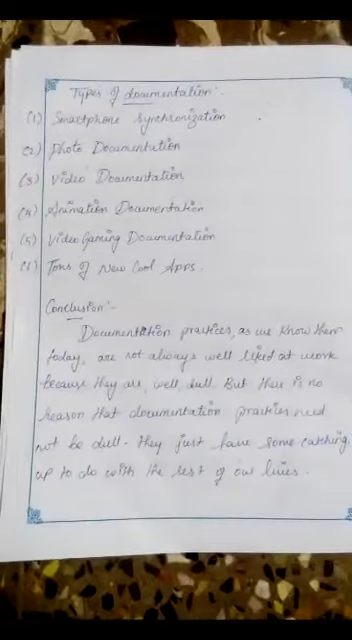 Types of documentation:-
(1) Smartphone Synchronization
(2) Photo Documentation
(3) Video Documentation
(4) Animation Documentation
(5) Video Gaming Documentation
(6) Tons of New Cool Apps.
Conclusion:-
Documentation practices, as we know them
today, are not always well liked at work
because they are, well, dull. But there is no
reason that documentation practices need
not be dull. They just have some catching
up to do with the rest of our lives.